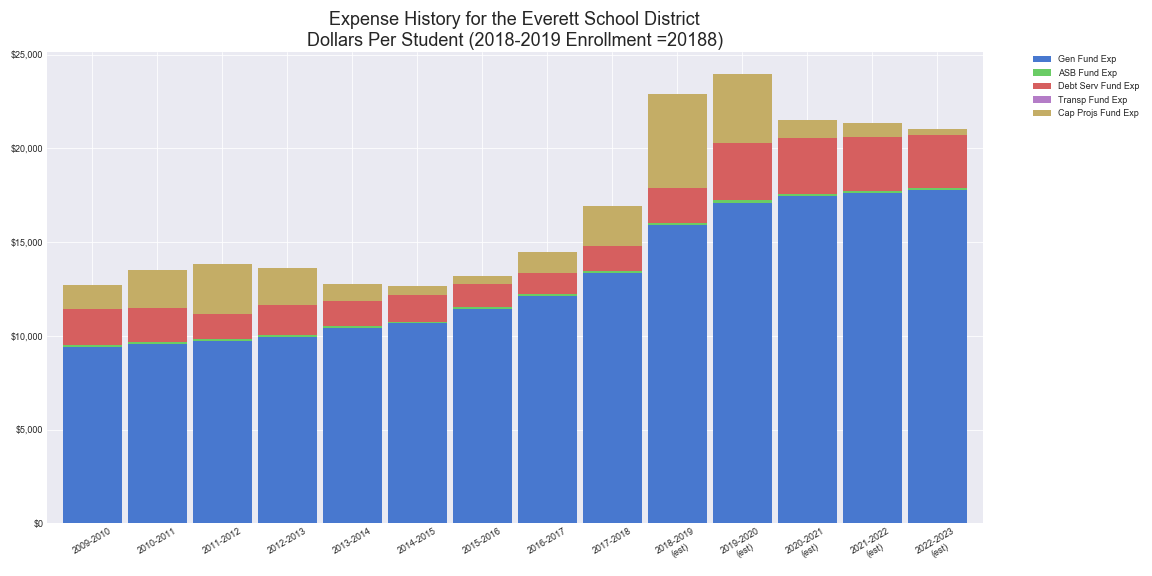 Expense History for the Everett School District
Dollars Per Student (2018-2019 Enrollment =20188)
$25,000
$20,000
$15,000
$10,000
$5,000
$0
2009-2010
2010-2011
2011-2012
2012-2013
2013-2014
2014-2015
2015-2016
2016-2017
2017-2018
2018-2019
(est)
2019-2020
(est)
2020-2021
(est)
2021-2022
(est)
2022-2023
(est)
Gen Fund Exp
ASB Fund Exp
Debt Serv Fund Exp
Transp Fund Exp
Cap Projs Fund Exp